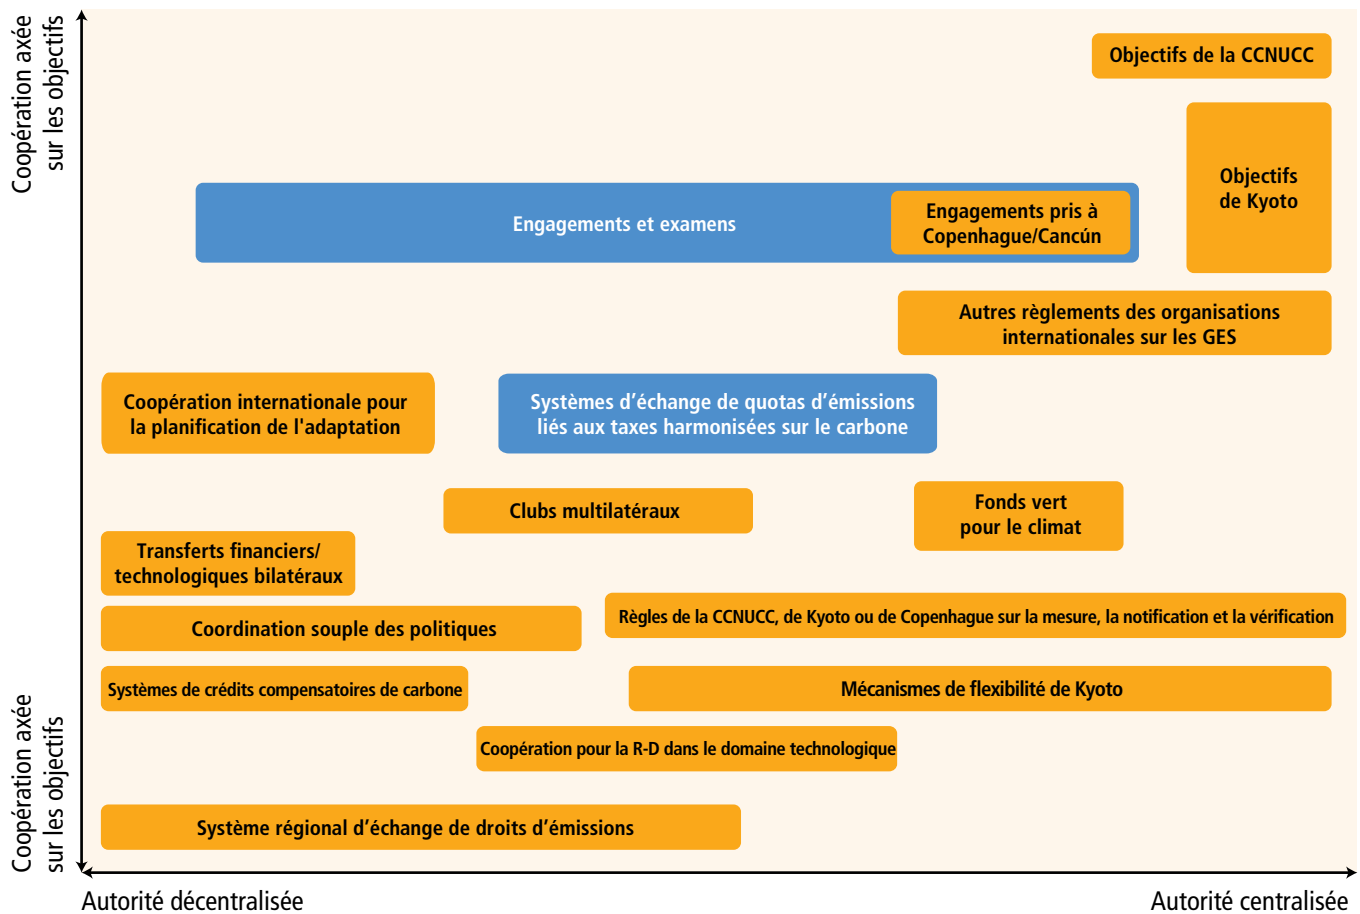 Coopération axée
sur les objectifs
Objectifs de la CCNUCC
Objectifs
de Kyoto
Engagements et examens
Engagements pris à
Copenhague/Cancún
Autres règlements des organisations
internationales sur les GES
Coopération internationale pour
la planification de l'adaptation
Systèmes d’échange de quotas d’émissions
liés aux taxes harmonisées sur le carbone
Clubs multilatéraux
Fonds vert
pour le climat
Transferts financiers/
technologiques bilatéraux
Coordination souple des politiques
Règles de la CCNUCC, de Kyoto ou de Copenhague sur la mesure, la notification et la vérification
Systèmes de crédits compensatoires de carbone
Mécanismes de flexibilité de Kyoto
Coopération pour la R-D dans le domaine technologique
Coopération axée
sur les objectifs
Système régional d’échange de droits d’émissions
Autorité décentralisée
Autorité centralisée